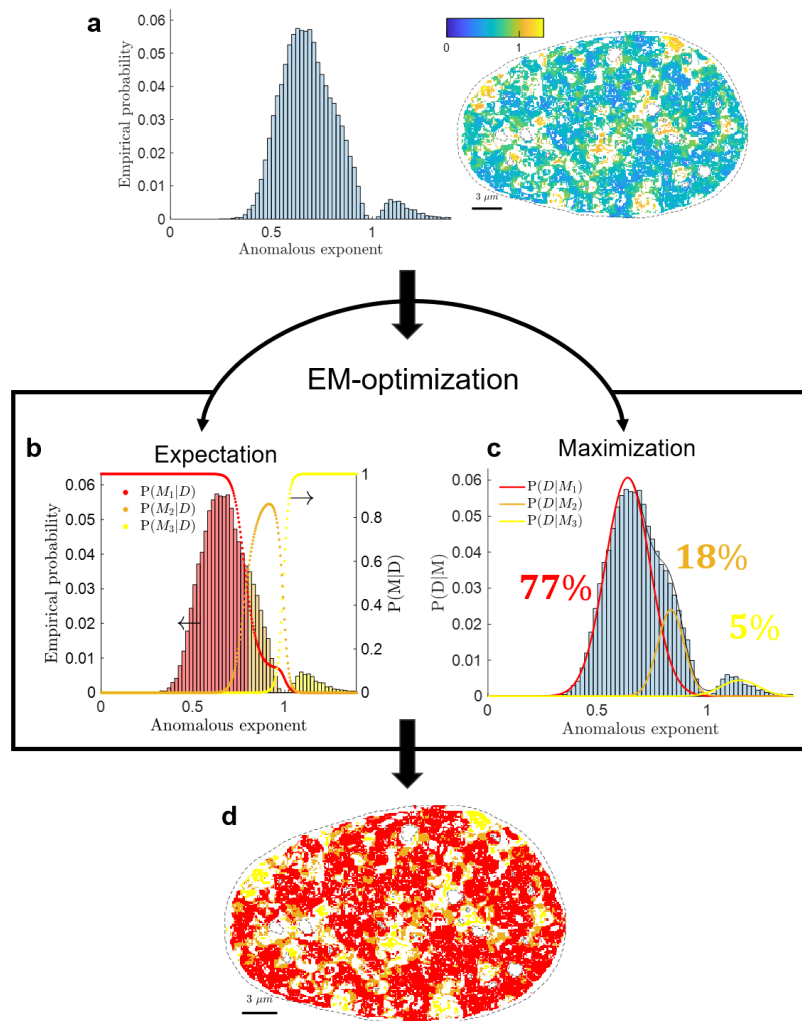 a
0.06
0.05
0.04
0.03
0.02
0.01
0
Empirical probability
0 0.5 1
Anomalous exponent
0 1
3 μm
EM-optimization
b
Expectation
0.06
0.05
0.04
0.03
0.02
0.01
0
Empirical probability
P(M1|D)
P(M2|D)
P(M3|D)
1
0.8
0.6
0.4
0.2
0
P(M|D)
0 0.5 1
Anomalous exponent
c
Maximization
0.06
0.05
0.04
0.03
0.02
0.01
0
P(D|M)
P(D|M1)
P(D|M2)
P(D|M3)
77%
18%
5%
0 0.5 1
Anomalous exponent
d
3 μm